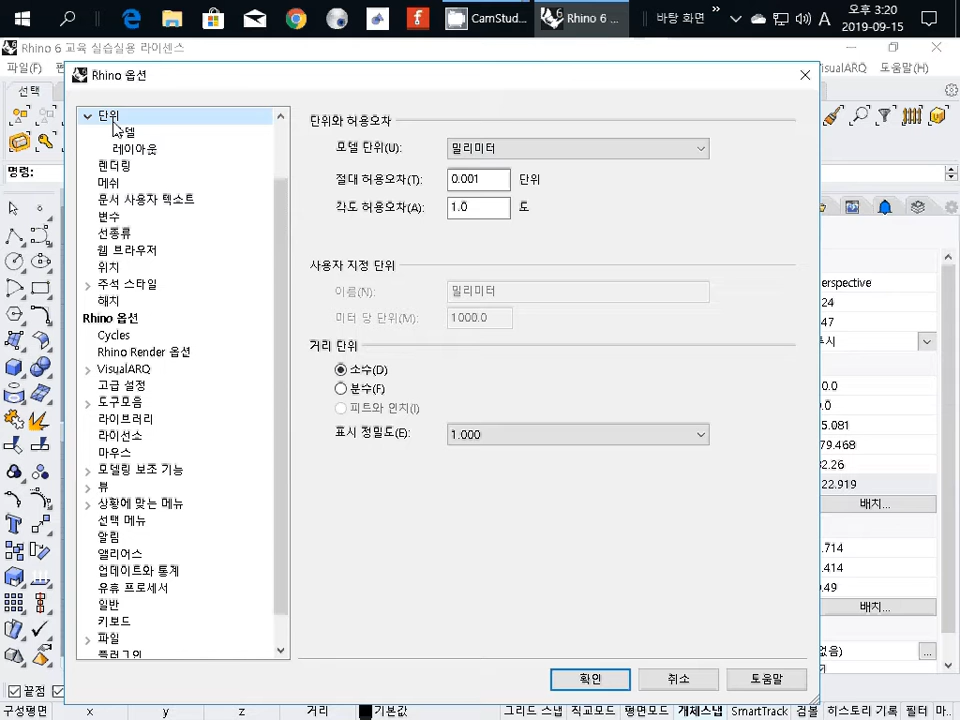 CamStud...
Rhino 6 ...
바탕 화면
A
오후 3:20
2019-09-15
Rhino 6 교육 실습실용 라이센스
파일(F)
VisualARQ
도움말(H)
Rhino 옵션
선택
명령:
단위
레이아웃
렌더링
메쉬
문서 사용자 텍스트
변수
선종류
웹 브라우저
위치
주석 스타일
해치
Rhino 옵션
Cycles
Rhino Render 옵션
VisualARQ
고급 설정
도구모음
라이브러리
라이선스
마우스
모델링 보조 기능
뷰
상황에 맞는 메뉴
선택 메뉴
알림
앨리어스
업데이트와 통계
유휴 프로세서
일반
키보드
파일
플러그인
단위와 허용오차
모델 단위(U): 밀리미터
절대 허용오차(T): 0.001 단위
각도 허용오차(A): 1.0 도
사용자 지정 단위
이름(N): 밀리미터
미터 당 단위(M): 1000.0
거리 단위
소수(D)
분수(F)
피트와 인치(I)
표시 정밀도(E): 1.000
확인 취소 도움말
erspective
24
47
배치...
배치...
없음)
...
끝점
구성평면 x y z 거리 기본값 그리드 스냅 직교모드 평면모드 개체스냅 SmartTrack 검볼 히스토리 기록 필터 마..